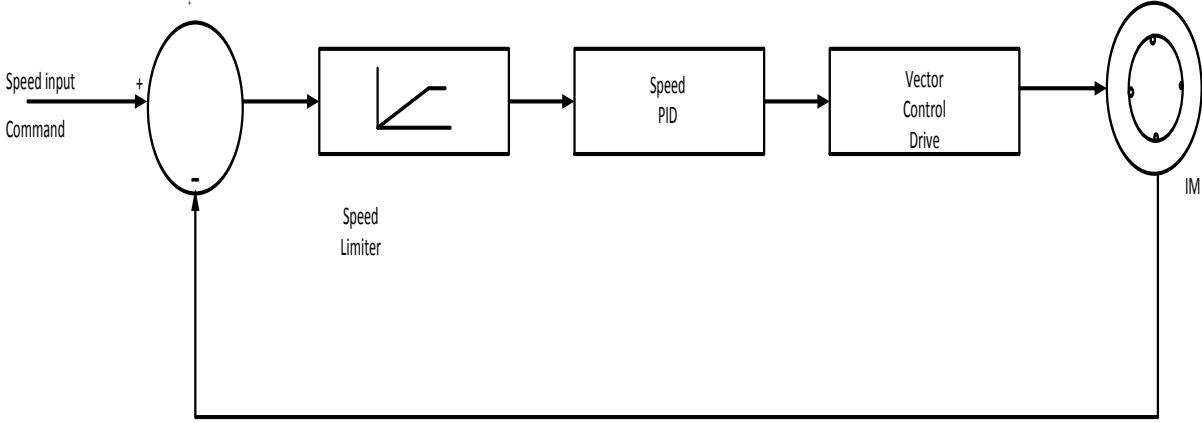 +
Speed input
+
Command
-
Speed
Limiter
Speed
PID
Vector
Control
Drive
IM